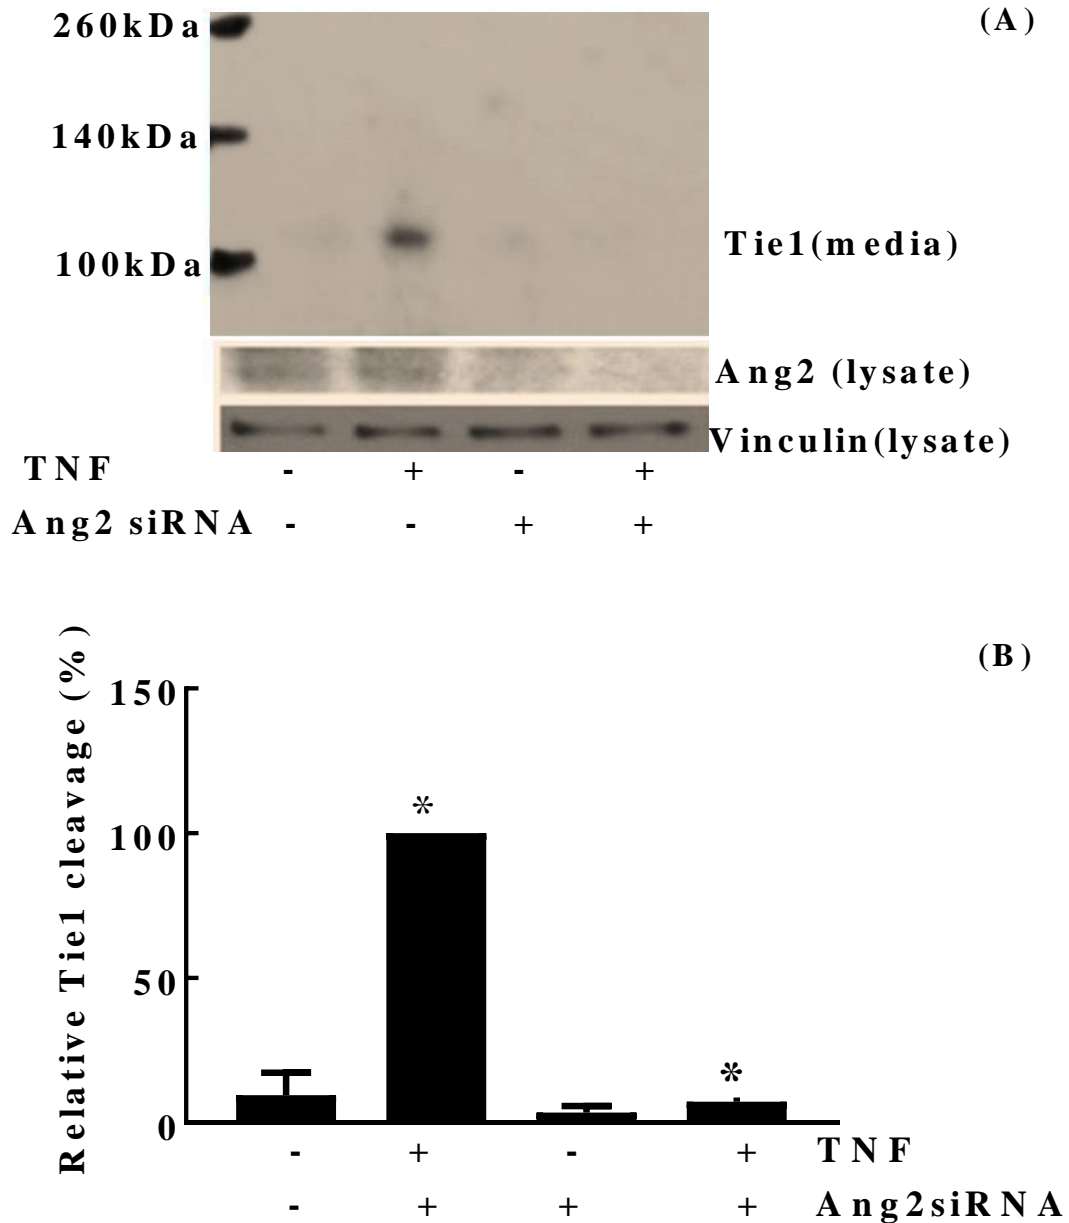 260kDa
(A)
140kDa
Tie1(media)
100kDa
Ang2 (lysate)
Vinculin(lysate)
TNF - + - +
Ang2 siRNA - - + +
(B)
Relative Tie1 cleavage (%)
150
*
100
50
*
0
- + - + TNF
- + + + Ang2siRNA